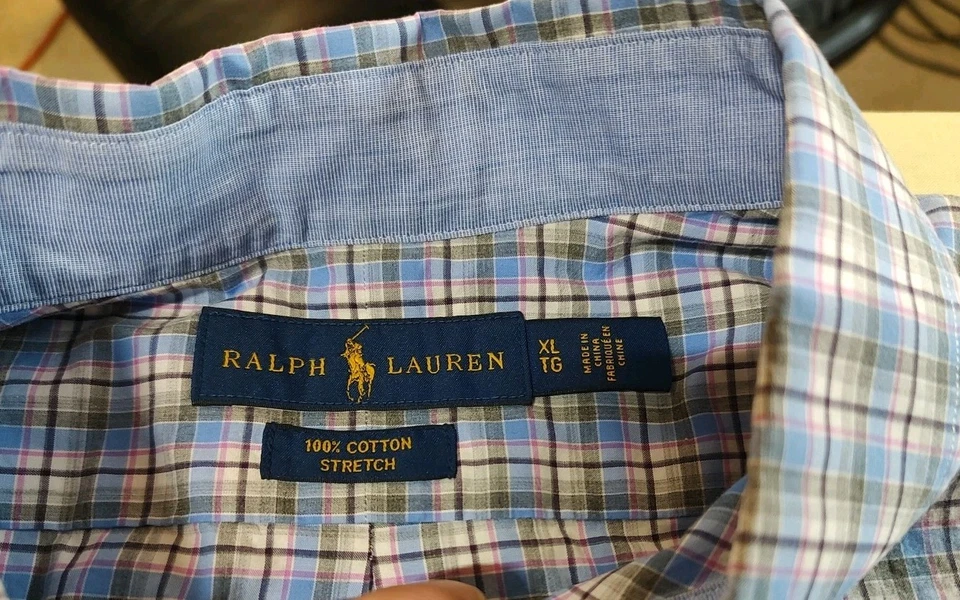 RALPH LAUREN
XL
TG
MADE IN
CHINA
FABRIQUÉ EN
CHINE
100% COTTON
STRETCH